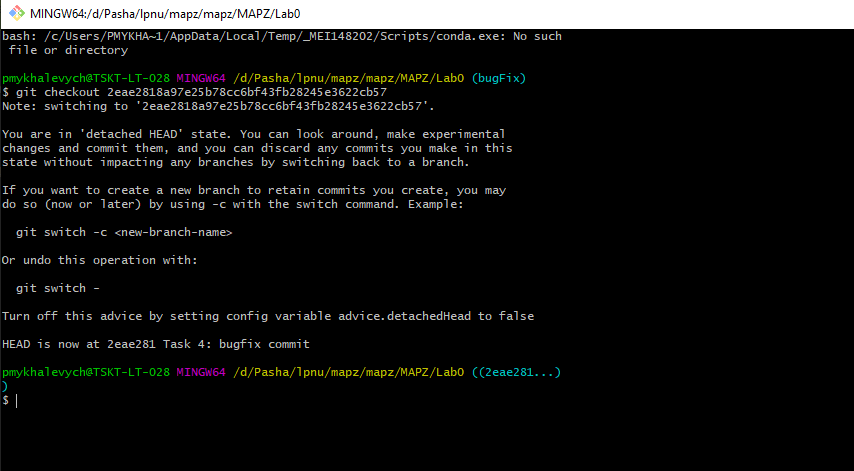 MINGW64:/d/Pasha/lpnu/mapz/mapz/MAPZ/Lab0
bash: /c/Users/PMYKHA~1/AppData/Local/Temp/_MEI148202/Scripts/conda.exe: No such
 file or directory
pmykhalevych@TSKT-LT-028 MINGW64 /d/Pasha/lpnu/mapz/mapz/MAPZ/Lab0 (bugFix)
$ git checkout 2eae2818a97e25b78cc6bf43fb28245e3622cb57
Note: switching to '2eae2818a97e25b78cc6bf43fb28245e3622cb57'.
You are in 'detached HEAD' state. You can look around, make experimental
changes and commit them, and you can discard any commits you make in this
state without impacting any branches by switching back to a branch.
If you want to create a new branch to retain commits you create, you may
do so (now or later) by using -c with the switch command. Example:
  git switch -c <new-branch-name>
Or undo this operation with:
  git switch -
Turn off this advice by setting config variable advice.detachedHead to false
HEAD is now at 2eae281 Task 4: bugfix commit
pmykhalevych@TSKT-LT-028 MINGW64 /d/Pasha/lpnu/mapz/mapz/MAPZ/Lab0 ((2eae281...)
)
$